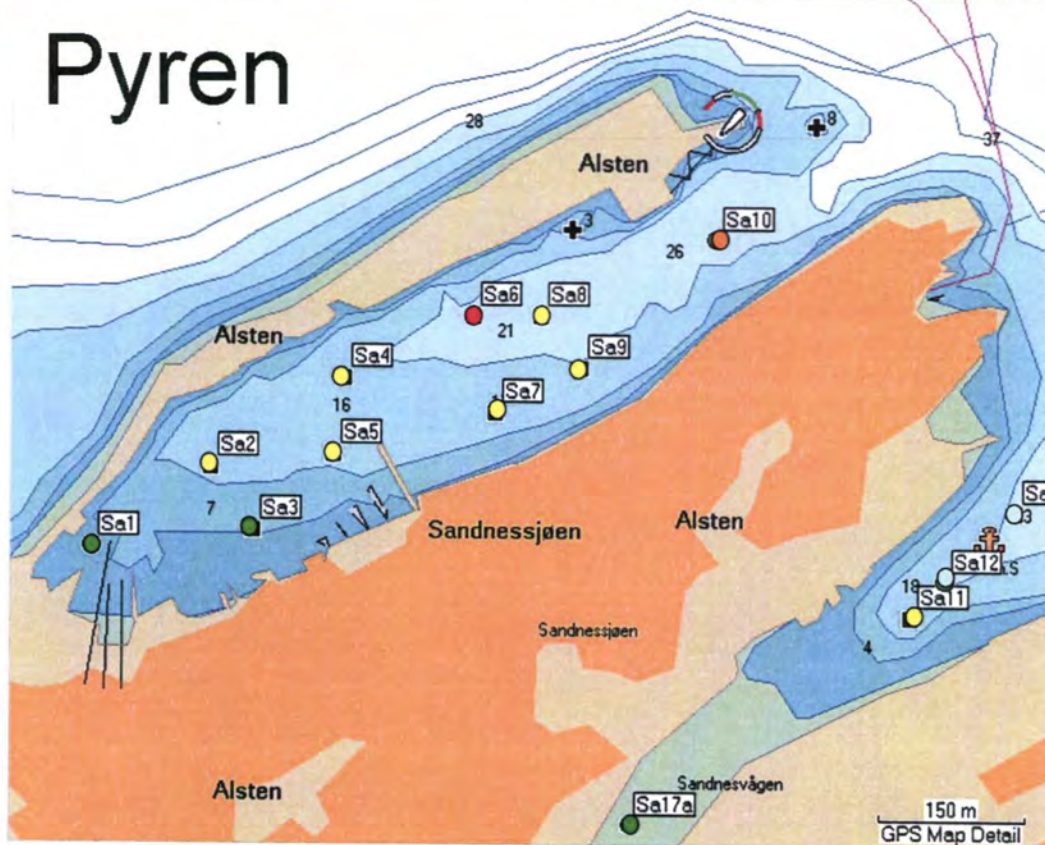 Pyren
28
8
37
Alsten
3
26
Sa10
Sa6
Sa8
21
Alsten
Sa4
Sa9
16
Sa7
Sa2
Sa5
7
Sa3
Sa1
Sandnessjøen
Alsten
3
Sa12
18
Sa11
4
Sandnessjøen
Alsten
Sandnesvågen
Sa17a
150 m
GPS Map Detail